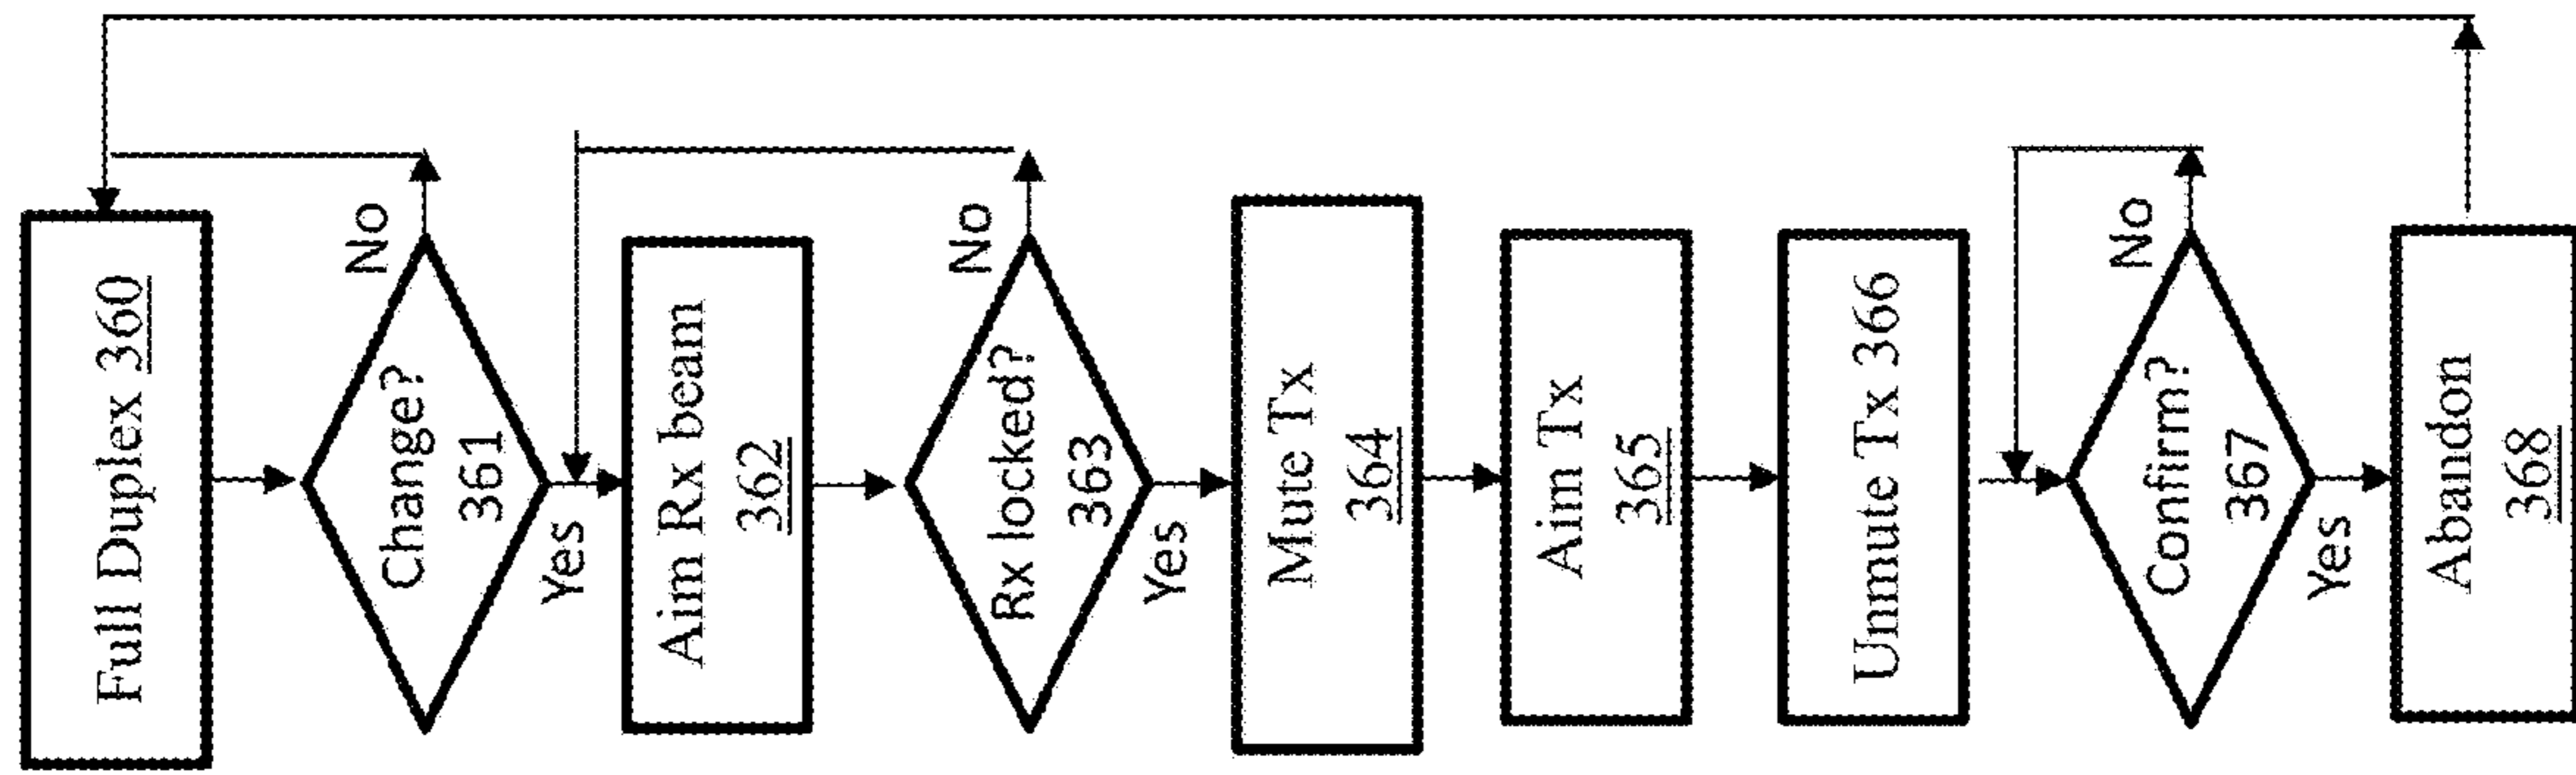 Full Duplex 360
Change?
361
No
Yes
Aim Rx beam
362
Rx locked?
363
No
Yes
Mute Tx
364
Aim Tx
365
Unmute Tx 366
Confirm?
367
No
Yes
Abandon
368